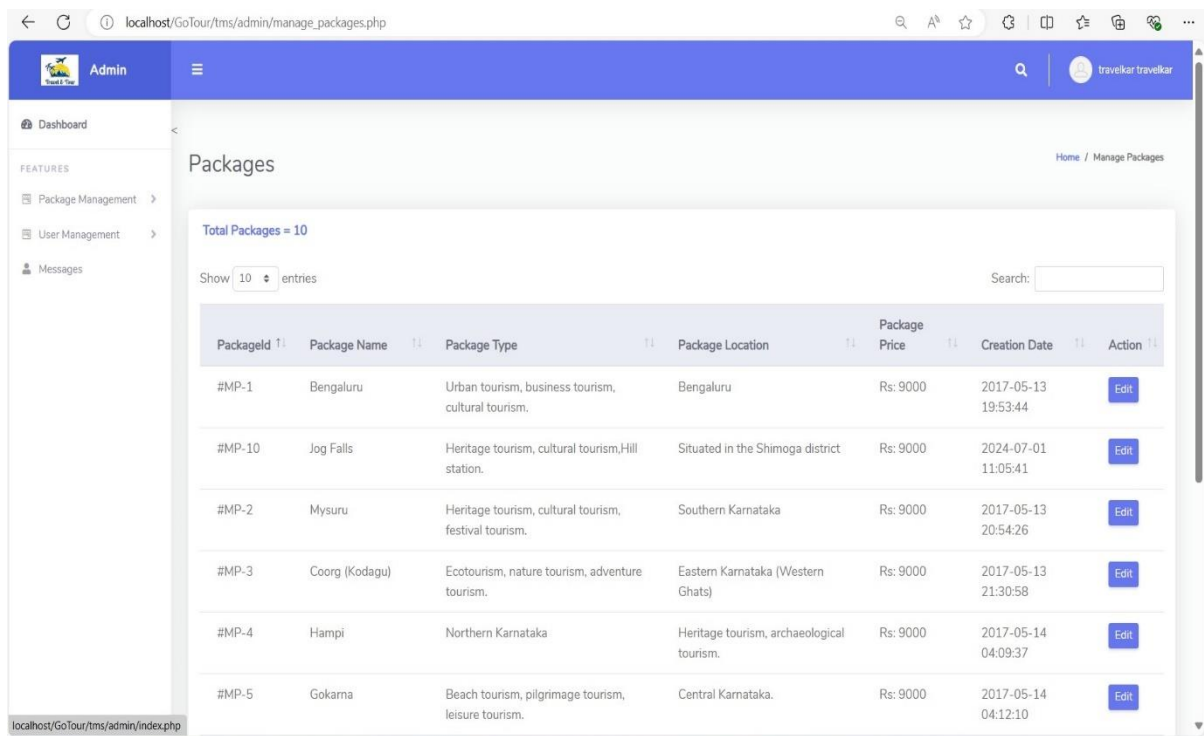 localhost/GoTour/tms/admin/manage_packages.php
Travel & Tour
Admin
travelkar travelkar
Dashboard
<
FEATURES
Package Management
User Management
Messages
Packages
Home / Manage Packages
Total Packages = 10
Show 10 entries
Search:
PackageId
Package Name
Package Type
Package Location
Package
Price
Creation Date
Action
#MP-1
Bengaluru
Urban tourism, business tourism,
cultural tourism.
Bengaluru
Rs: 9000
2017-05-13
19:53:44
Edit
#MP-10
Jog Falls
Heritage tourism, cultural tourism,Hill
station.
Situated in the Shimoga district
Rs: 9000
2024-07-01
11:05:41
Edit
#MP-2
Mysuru
Heritage tourism, cultural tourism,
festival tourism.
Southern Karnataka
Rs: 9000
2017-05-13
20:54:26
Edit
#MP-3
Coorg (Kodagu)
Ecotourism, nature tourism, adventure
tourism.
Eastern Karnataka (Western
Ghats)
Rs: 9000
2017-05-13
21:30:58
Edit
#MP-4
Hampi
Northern Karnataka
Heritage tourism, archaeological
tourism.
Rs: 9000
2017-05-14
04:09:37
Edit
#MP-5
Gokarna
Beach tourism, pilgrimage tourism,
leisure tourism.
Central Karnataka.
Rs: 9000
2017-05-14
04:12:10
Edit
localhost/GoTour/tms/admin/index.php